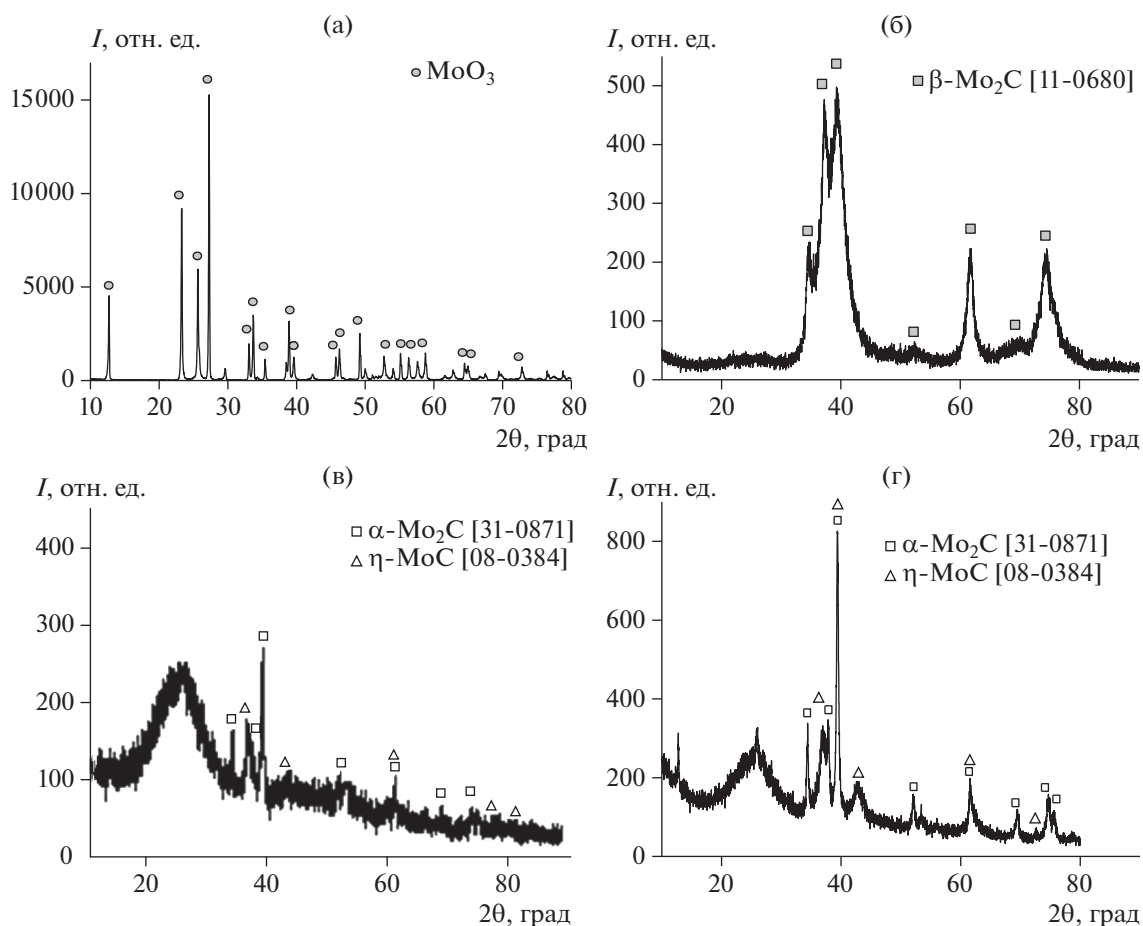 (а)
I, отн. ед.
MoO3
15000
10000
5000
0
10 20 30 40 50 60 70 80
2θ, град
(б)
I, отн. ед.
β-Mo2C [11-0680]
500
400
300
200
100
0
20 40 60 80
2θ, град
(в)
I, отн. ед.
α-Mo2C [31-0871]
η-MoC [08-0384]
400
300
200
100
0
20 40 60 80
2θ, град
(г)
I, отн. ед.
α-Mo2C [31-0871]
η-MoC [08-0384]
800
600
400
200
0
20 40 60 80
2θ, град